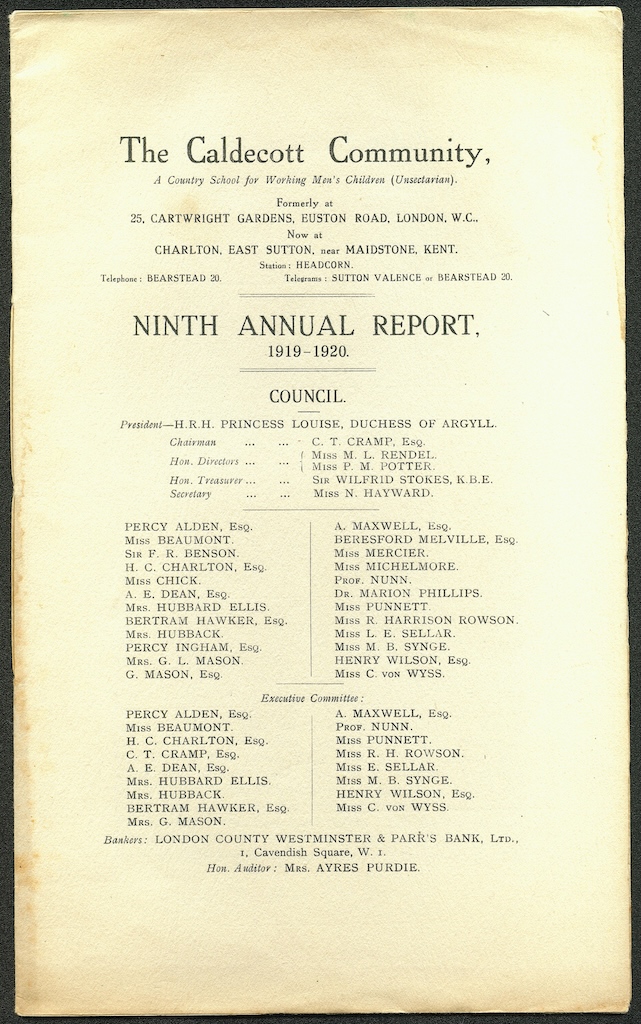 The Caldecott Community,
A Country School for Working Men's Children (Unsectarian).
Formerly at
25, CARTWRIGHT GARDENS, EUSTON ROAD, LONDON, W.C.,
Now at
CHARLTON, EAST SUTTON, near MAIDSTONE, KENT.
Station: HEADCORN.
Telephone: BEARSTEAD 20. Telegrams: SUTTON VALENCE or BEARSTEAD 20.
NINTH ANNUAL REPORT,
1919-1920.
COUNCIL.
President—H.R.H. PRINCESS LOUISE, DUCHESS OF ARGYLL.
Chairman ... ... - C. T. CRAMP, Esq.
Hon. Directors ... ... { Miss M. L. RENDEL.
Miss P. M. POTTER.
Hon. Treasurer ... ... Sir WILFRID STOKES, K.B.E.
Secretary ... ... Miss N. HAYWARD.
PERCY ALDEN, Esq.
Miss BEAUMONT.
Sir F. R. BENSON.
H. C. CHARLTON, Esq.
Miss CHICK.
A. E. DEAN, Esq.
Mrs. HUBBARD ELLIS.
BERTRAM HAWKER, Esq.
Mrs. HUBBACK.
PERCY INGHAM, Esq.
Mrs. G. L. MASON.
G. MASON, Esq.
A. MAXWELL, Esq.
BERESFORD MELVILLE, Esq.
Miss MERCIER.
Miss MICHELMORE.
Prof. NUNN.
Dr. MARION PHILLIPS.
Miss PUNNETT.
Miss R. HARRISON ROWSON.
Miss L. E. SELLAR.
Miss M. B. SYNGE.
HENRY WILSON, Esq.
Miss C. von WYSS.
Executive Committee:
PERCY ALDEN, Esq.
Miss BEAUMONT.
H. C. CHARLTON, Esq.
C. T. CRAMP, Esq.
A. E. DEAN, Esq.
Mrs. HUBBARD ELLIS.
Mrs. HUBBACK.
BERTRAM HAWKER, Esq.
Mrs. G. MASON.
A. MAXWELL, Esq.
Prof. NUNN.
Miss PUNNETT.
Miss R. H. ROWSON.
Miss E. SELLAR.
Miss M. B. SYNGE.
HENRY WILSON, Esq.
Miss C. von WYSS.
Bankers: LONDON COUNTY WESTMINSTER & PARR'S BANK, Ltd.,
1, Cavendish Square, W. 1.
Hon. Auditor: Mrs. AYRES PURDIE.